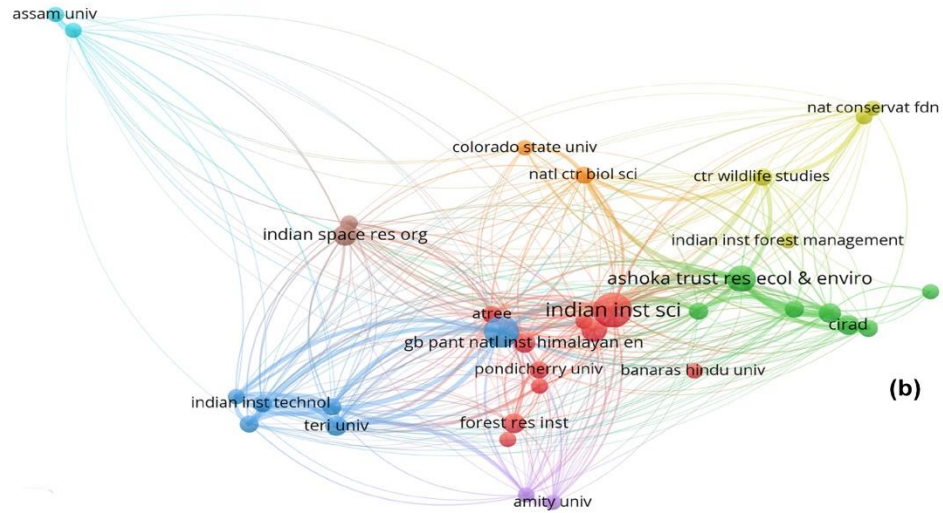 assam univ
nat conservat fdn
colorado state univ
natl ctr biol sci
ctr wildlife studies
indian space res org
indian inst forest management
ashoka trust res ecol & enviro
atree
indian inst sci
cirad
gb pant natl inst himalayan en
pondicherry univ
banaras hindu univ
(b)
indian inst technol
teri univ
forest res inst
amity univ